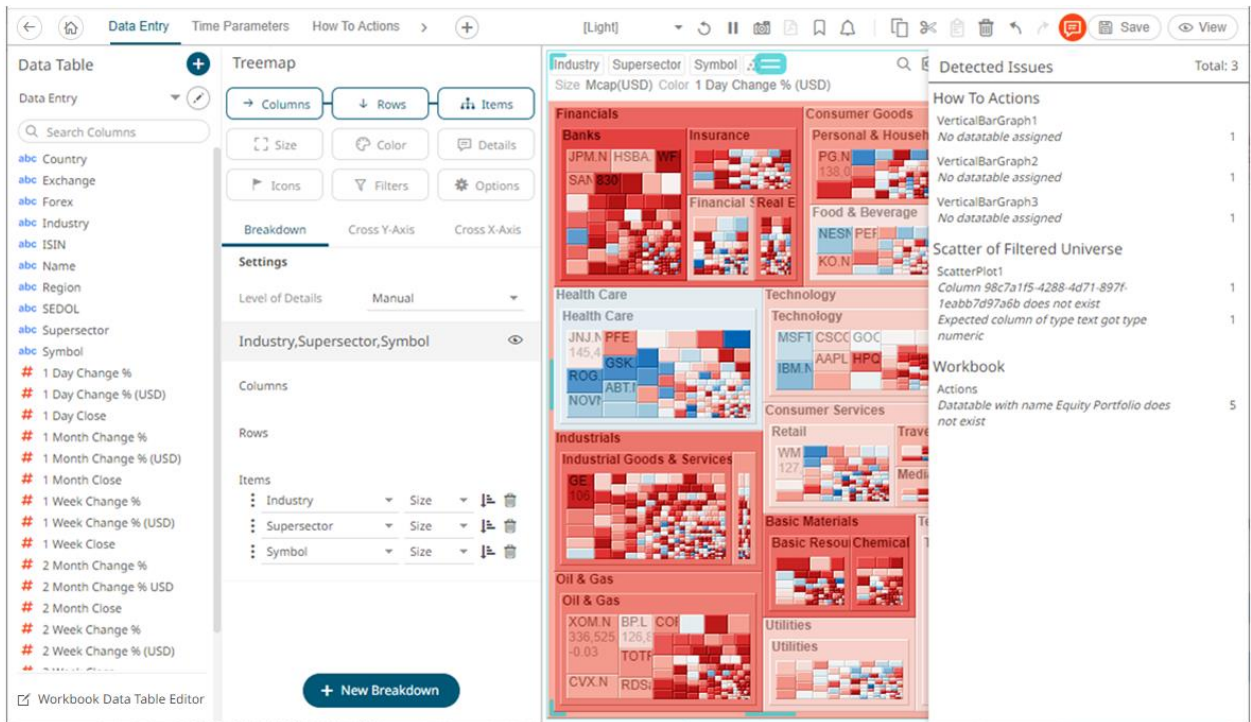 Data Entry Time Parameters How To Actions
[Light]
Save View
Data Table
Data Entry
Search Columns
abc Country
abc Exchange
abc Forex
abc Industry
abc ISIN
abc Name
abc Region
abc SEDOL
abc Supersector
abc Symbol
# 1 Day Change %
# 1 Day Change % (USD)
# 1 Day Close
# 1 Month Change %
# 1 Month Change % (USD)
# 1 Month Close
# 1 Week Change %
# 1 Week Change % (USD)
# 1 Week Close
# 2 Month Change %
# 2 Month Change % USD
# 2 Month Close
# 2 Week Change %
# 2 Week Change % (USD)
Workbook Data Table Editor
Treemap
Columns Rows Items
Size Color Details
Icons Filters Options
Breakdown Cross Y-Axis Cross X-Axis
Settings
Level of Details Manual
Industry,Supersector,Symbol
Columns
Rows
Items
Industry Size
Supersector Size
Symbol Size
+ New Breakdown
Industry Supersector Symbol
Size Mcap(USD) Color 1 Day Change % (USD)
Financials
Banks
JPM.N HSBA. WF
SAN 830
Insurance
Financial S
Real E
Consumer Goods
Personal & Househ
PG.N
138,0
Food & Beverage
NESN PEF
KO.N
Health Care
Health Care
JNJ.N PFE.
145,4
GSK.
ROG.
ABT.N
NOVN
Technology
Technology
MSFT CSCC GOC
AAPL HPQ
IBM.N
Consumer Services
Retail
WM
127,
Trave
Media
Industrials
Industrial Goods & Services
GE.
106,
Basic Materials
Basic Resou Chemical
Oil & Gas
Oil & Gas
XOM.N BP.L COF
336,525 126,8
-0.03 TOTF
CVX.N RDS
Utilities
Utilities
Detected Issues Total: 3
How To Actions
VerticalBarGraph1
No datatable assigned 1
VerticalBarGraph2
No datatable assigned 1
VerticalBarGraph3
No datatable assigned 1
Scatter of Filtered Universe
ScatterPlot1
Column 98c7a1f5-4288-4d71-897f- 1
1eabb7d97a6b does not exist
Expected column of type text got type 1
numeric
Workbook
Actions
Datatable with name Equity Portfolio does 5
not exist